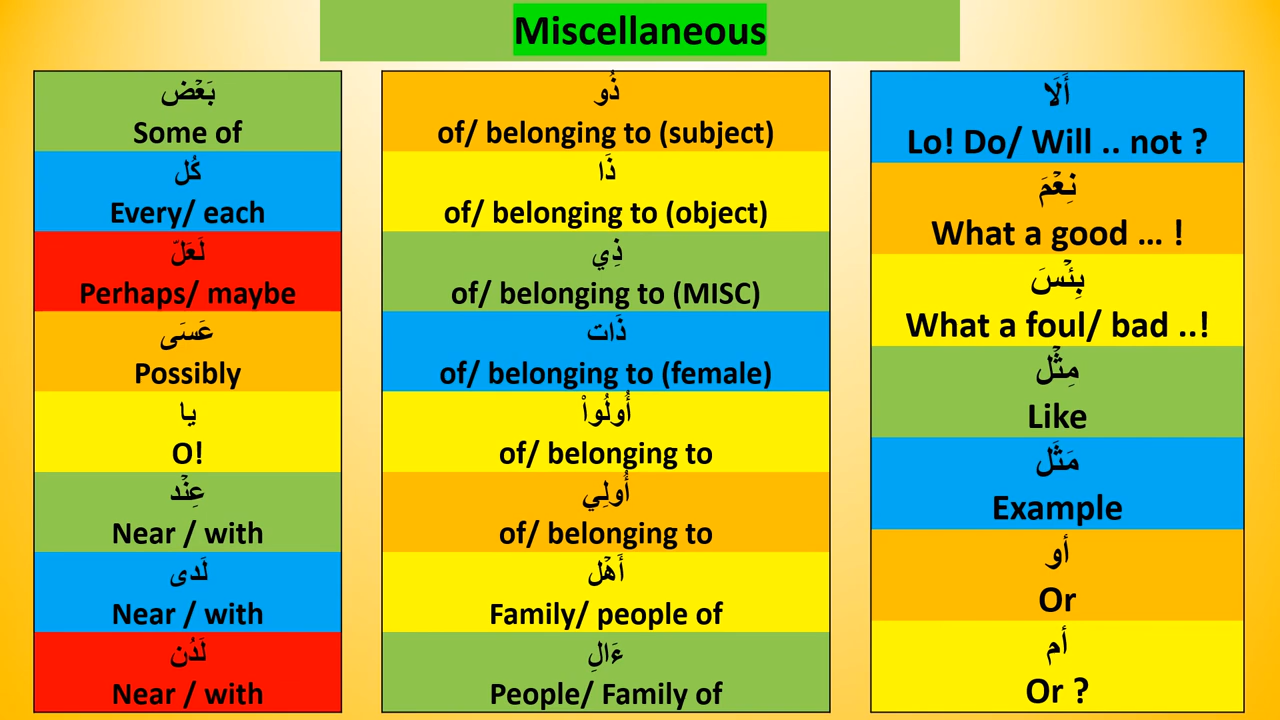 Miscellaneous
بَعۡض
Some of
كُل
Every/ each
لَعَلّ
Perhaps/ maybe
عَسَى
Possibly
يا
O!
عِنۡد
Near / with
لَدى
Near / with
لَدُن
Near / with
ذُو
of/ belonging to (subject)
ذَا
of/ belonging to (object)
ذِي
of/ belonging to (MISC)
ذَات
of/ belonging to (female)
أُولُواْ
of/ belonging to
أُولِي
of/ belonging to
أَهۡل
Family/ people of
ءَالِ
People/ Family of
أَلَا
Lo! Do/ Will .. not ?
نِعۡمَ
What a good ... !
بِئۡسَ
What a foul/ bad ..!
مِثۡل
Like
مَثَل
Example
أو
Or
أم
Or ?